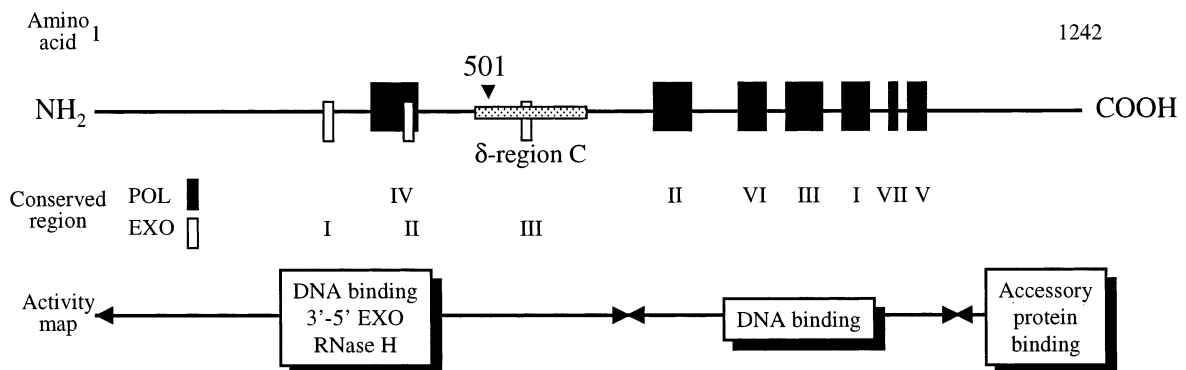 Amino
acid 1
1242
501
NH2
COOH
δ-region C
Conserved
region
POL
IV
II
VI
III
I
VII
V
EXO
I
II
III
Activity
map
DNA binding
3'-5' EXO
RNase H
DNA binding
Accessory
protein
binding